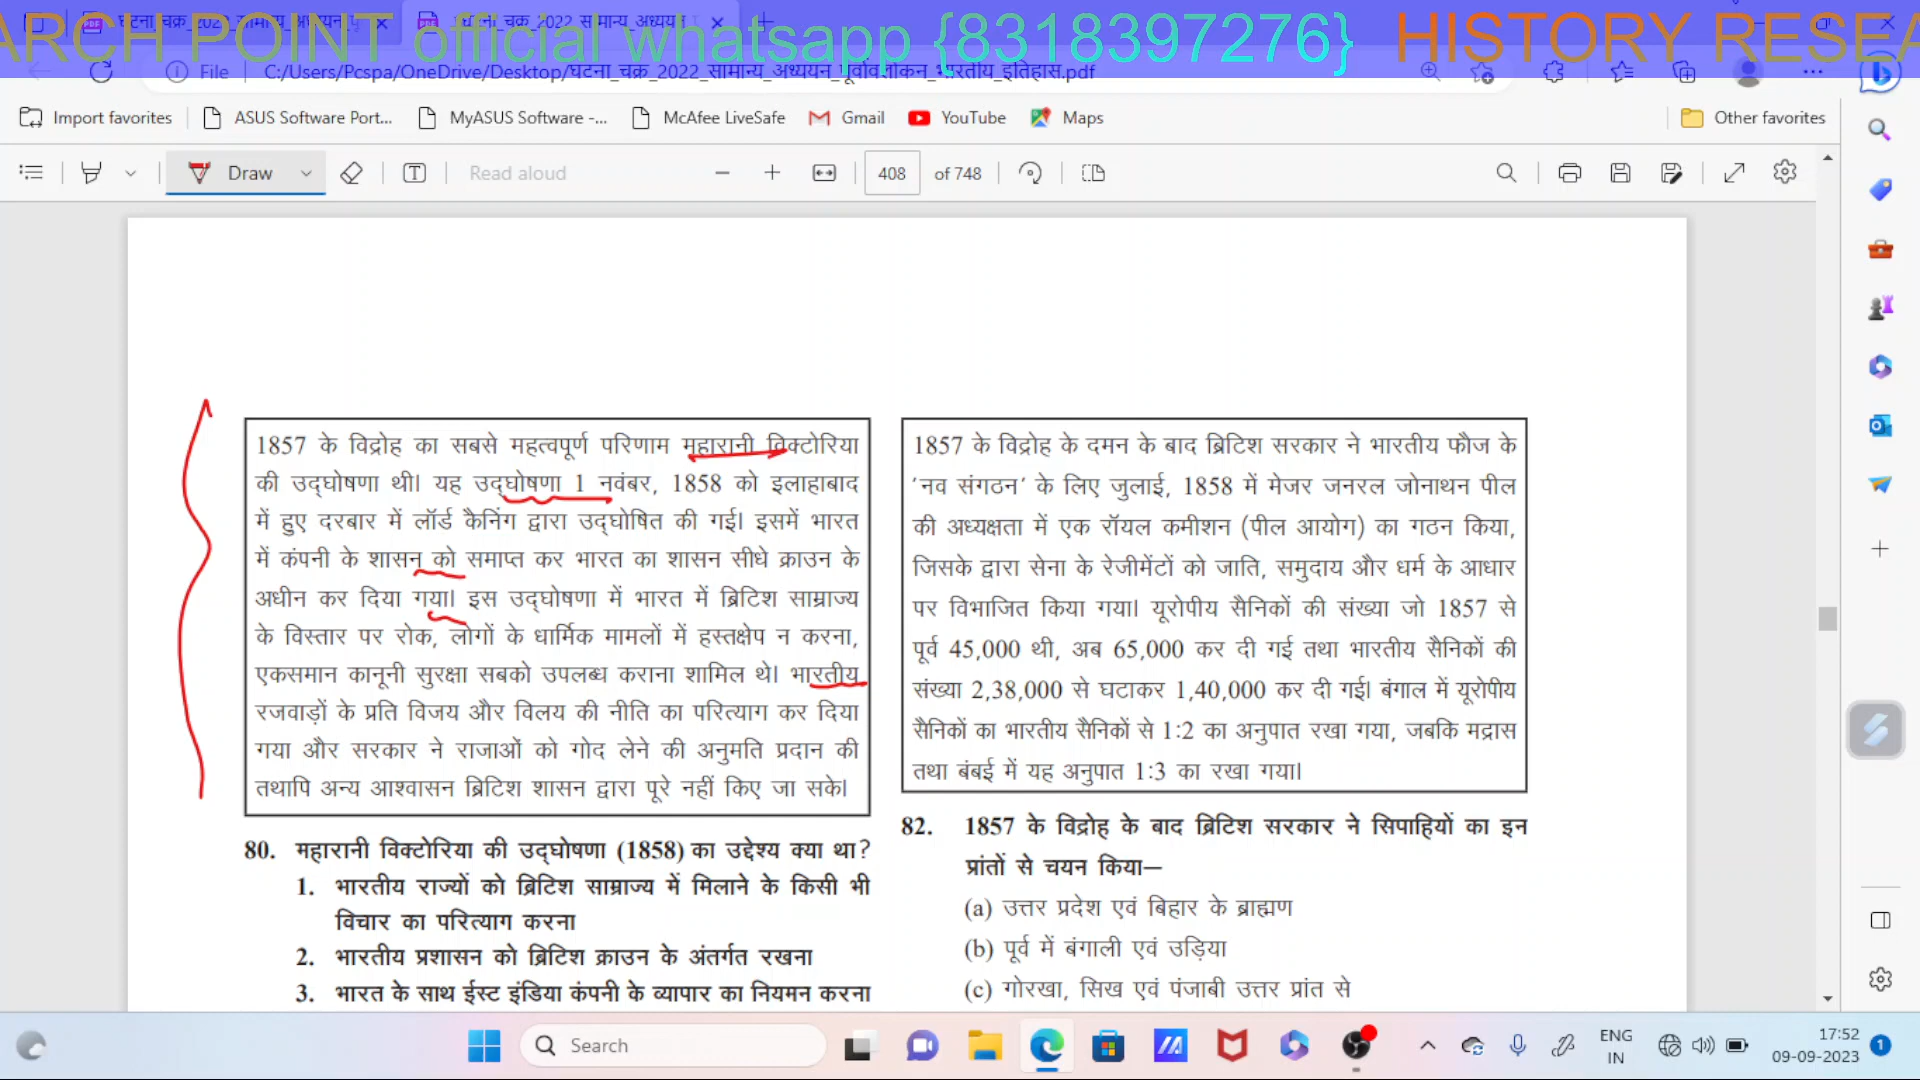 ARCH POINT official whatsapp {8318397276} HISTORY RESEA
File C:/Users/Pcspa/OneDrive/Desktop/घटना_चक्र_2022_सामान्य_अध्ययन_पूर्वावलोकन_भारतीय_इतिहास.pdf
Import favorites ASUS Software Port... MyASUS Software -... McAfee LiveSafe Gmail YouTube Maps Other favorites
Draw Read aloud 408 of 748
1857 के विद्रोह का सबसे महत्वपूर्ण परिणाम महारानी विक्टोरिया
की उद्घोषणा थी। यह उद्घोषणा 1 नवंबर, 1858 को इलाहाबाद
में हुए दरबार में लॉर्ड कैनिंग द्वारा उद्घोषित की गई। इसमें भारत
में कंपनी के शासन को समाप्त कर भारत का शासन सीधे क्राउन के
अधीन कर दिया गया। इस उद्घोषणा में भारत में ब्रिटिश साम्राज्य
के विस्तार पर रोक, लोगों के धार्मिक मामलों में हस्तक्षेप न करना,
एकसमान कानूनी सुरक्षा सबको उपलब्ध कराना शामिल थे। भारतीय
रजवाड़ों के प्रति विजय और विलय की नीति का परित्याग कर दिया
गया और सरकार ने राजाओं को गोद लेने की अनुमति प्रदान की
तथापि अन्य आश्वासन ब्रिटिश शासन द्वारा पूरे नहीं किए जा सके।
80. महारानी विक्टोरिया की उद्घोषणा (1858) का उद्देश्य क्या था?
1. भारतीय राज्यों को ब्रिटिश साम्राज्य में मिलाने के किसी भी
विचार का परित्याग करना
2. भारतीय प्रशासन को ब्रिटिश क्राउन के अंतर्गत रखना
3. भारत के साथ ईस्ट इंडिया कंपनी के व्यापार का नियमन करना
1857 के विद्रोह के दमन के बाद ब्रिटिश सरकार ने भारतीय फौज के
'नव संगठन' के लिए जुलाई, 1858 में मेजर जनरल जोनाथन पील
की अध्यक्षता में एक रॉयल कमीशन (पील आयोग) का गठन किया,
जिसके द्वारा सेना के रेजीमेंटों को जाति, समुदाय और धर्म के आधार
पर विभाजित किया गया। यूरोपीय सैनिकों की संख्या जो 1857 से
पूर्व 45,000 थी, अब 65,000 कर दी गई तथा भारतीय सैनिकों की
संख्या 2,38,000 से घटाकर 1,40,000 कर दी गई। बंगाल में यूरोपीय
सैनिकों का भारतीय सैनिकों से 1:2 का अनुपात रखा गया, जबकि मद्रास
तथा बंबई में यह अनुपात 1:3 का रखा गया।
82. 1857 के विद्रोह के बाद ब्रिटिश सरकार ने सिपाहियों का इन
प्रांतों से चयन किया—
(a) उत्तर प्रदेश एवं बिहार के ब्राह्मण
(b) पूर्व में बंगाली एवं उड़िया
(c) गोरखा, सिख एवं पंजाबी उत्तर प्रांत से
Search ENG 17:52
IN 09-09-2023 1